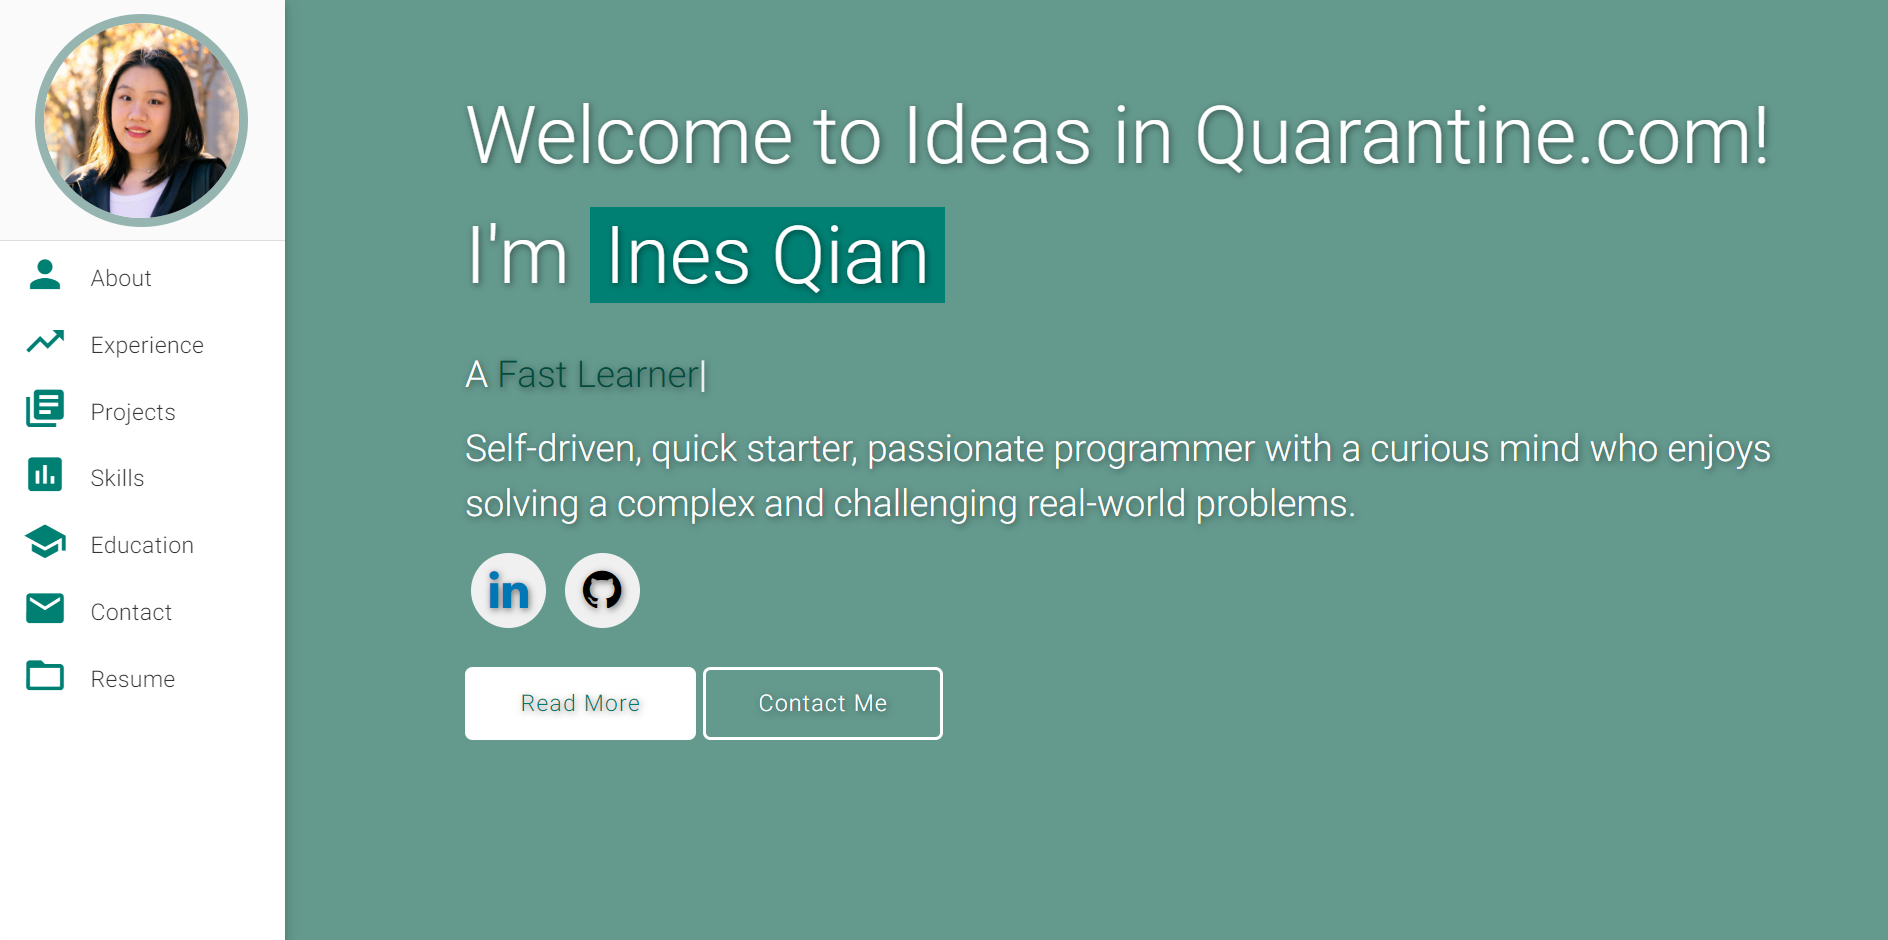 About
Experience
Projects
Skills
Education
Contact
Resume
Welcome to Ideas in Quarantine.com!
I'm Ines Qian
A Fast Learner|
Self-driven, quick starter, passionate programmer with a curious mind who enjoys
solving a complex and challenging real-world problems.
in
Read More
Contact Me